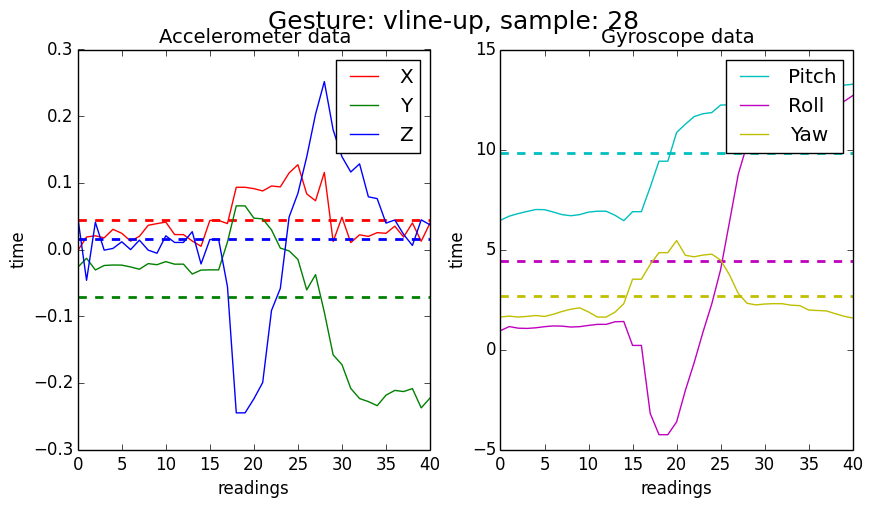 Gesture: vline-up, sample: 28
Accelerometer data
0.3
0.2
0.1
0.0
−0.1
−0.2
−0.3
time
0 5 10 15 20 25 30 35 40
readings
X
Y
Z
Gyroscope data
15
10
5
0
−5
time
0 5 10 15 20 25 30 35 40
readings
Pitch
Roll
Yaw